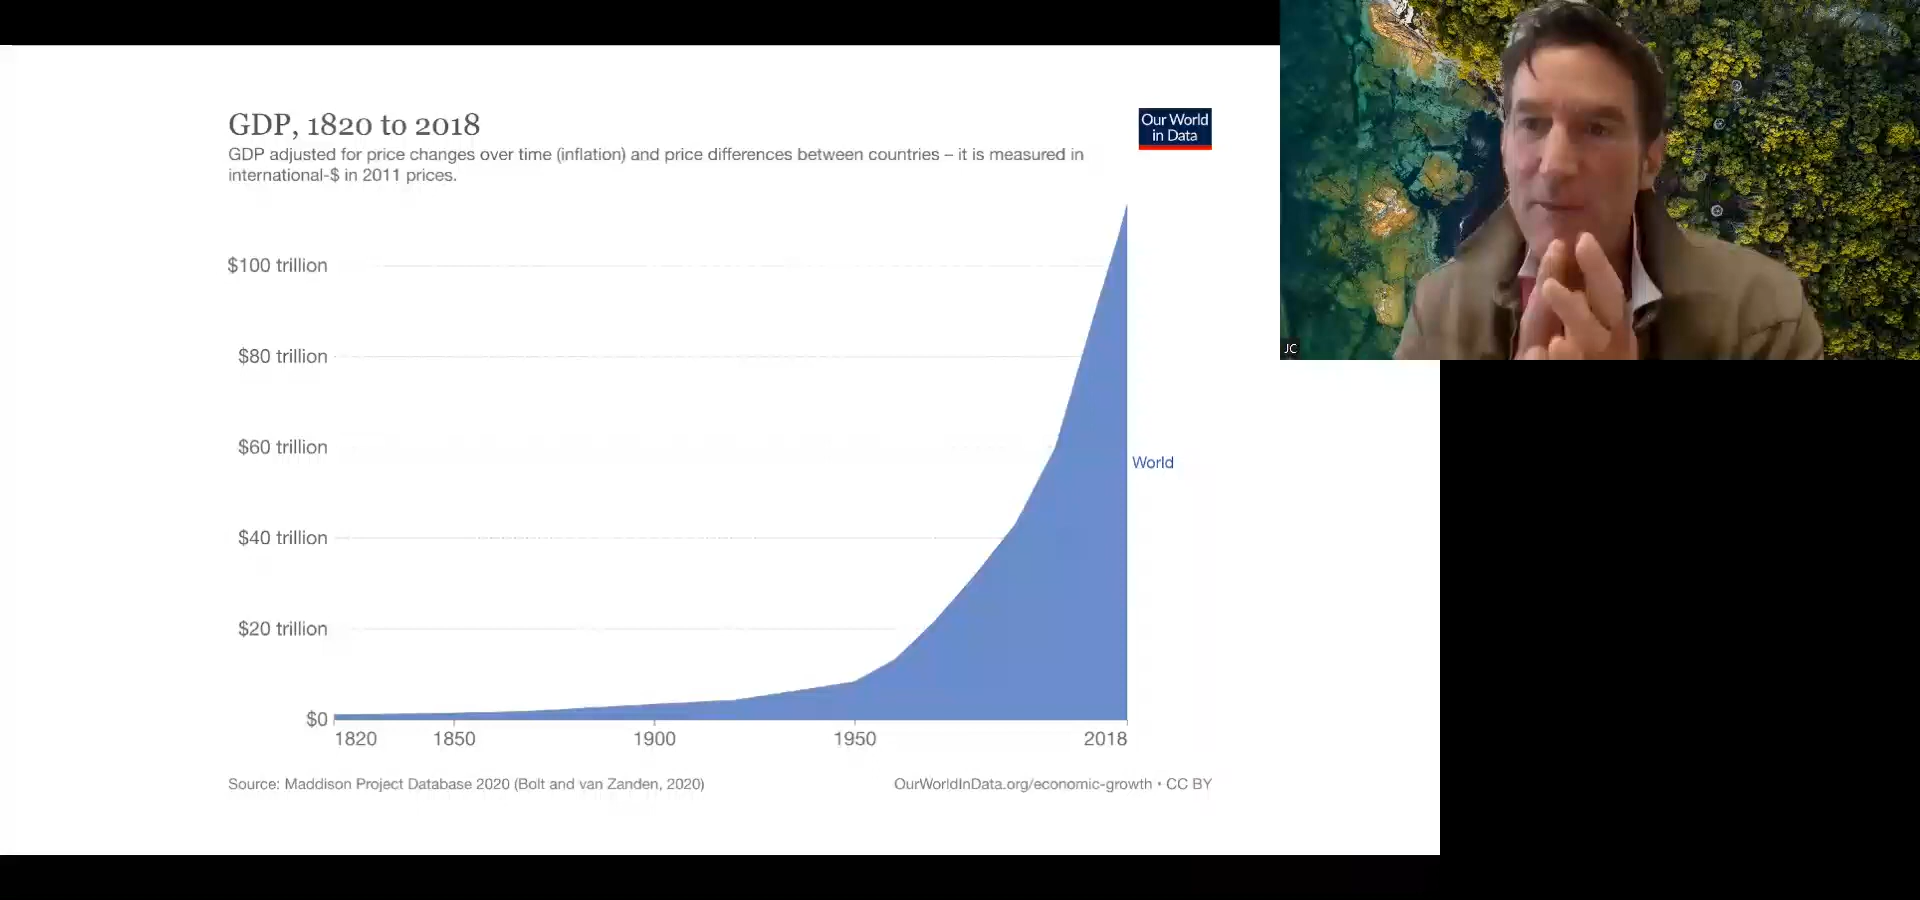 GDP, 1820 to 2018
GDP adjusted for price changes over time (inflation) and price differences between countries – it is measured in
international-$ in 2011 prices.
Our World
in Data
$100 trillion
$80 trillion
$60 trillion
$40 trillion
$20 trillion
$0
World
1820
1850
1900
1950
2018
Source: Maddison Project Database 2020 (Bolt and van Zanden, 2020)
OurWorldInData.org/economic-growth • CC BY
JC